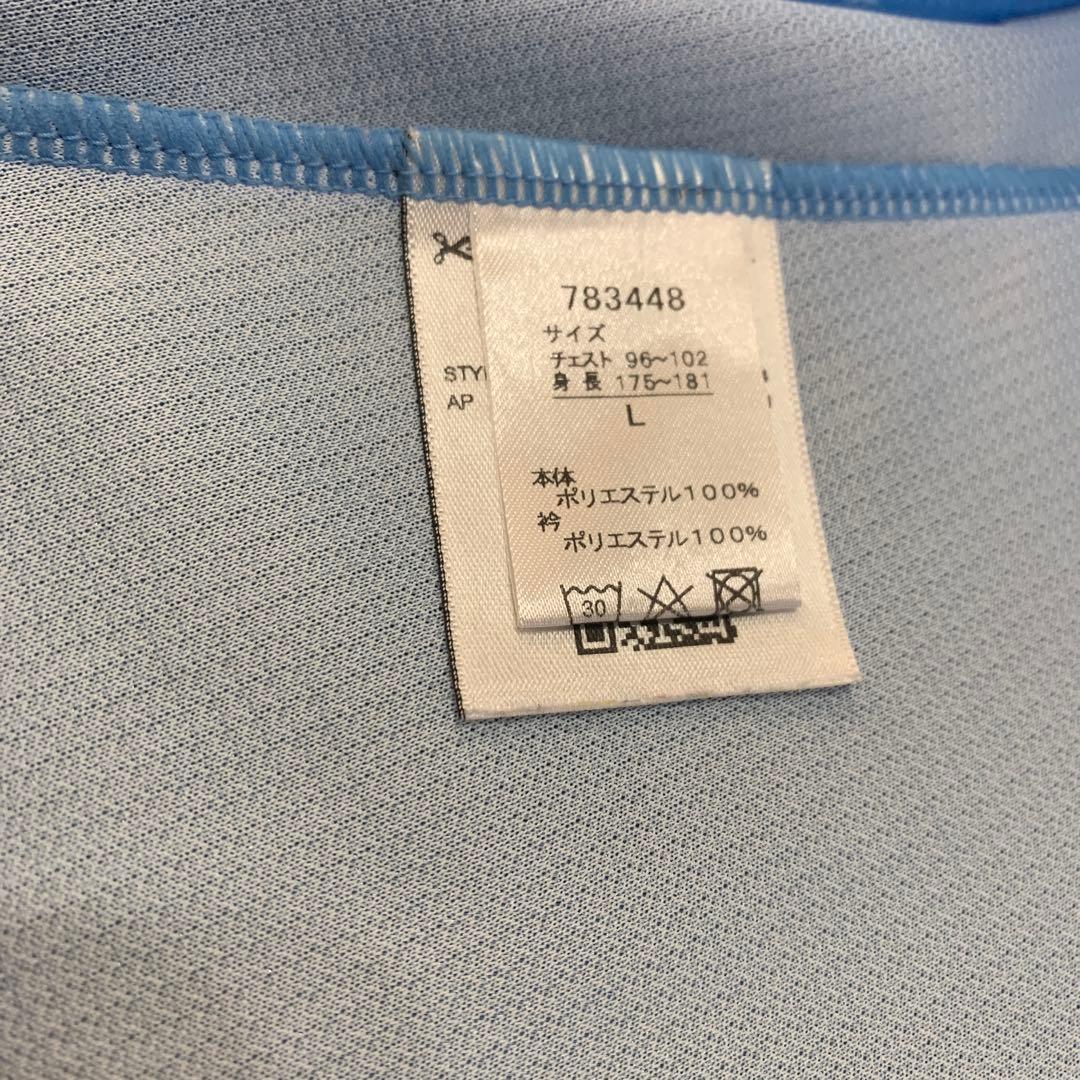 783448
サイズ
チェスト 96～102
身長 175～181
L
STY
AP
本体
ポリエステル100%
衿
ポリエステル100%
30